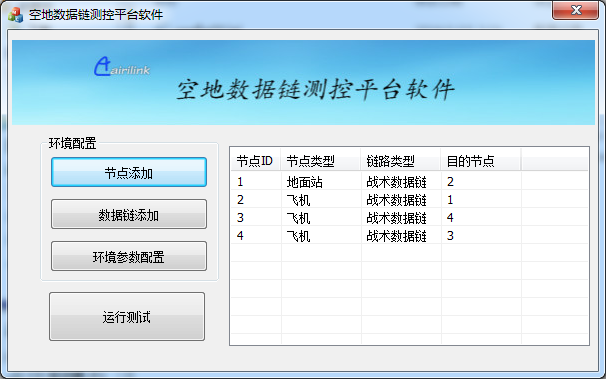 空地数据链测控平台软件
airilink
空地数据链测控平台软件
环境配置
节点添加
数据链添加
环境参数配置
运行测试
节点ID 节点类型 链路类型 目的节点
1 地面站 战术数据链 2
2 飞机 战术数据链 1
3 飞机 战术数据链 4
4 飞机 战术数据链 3